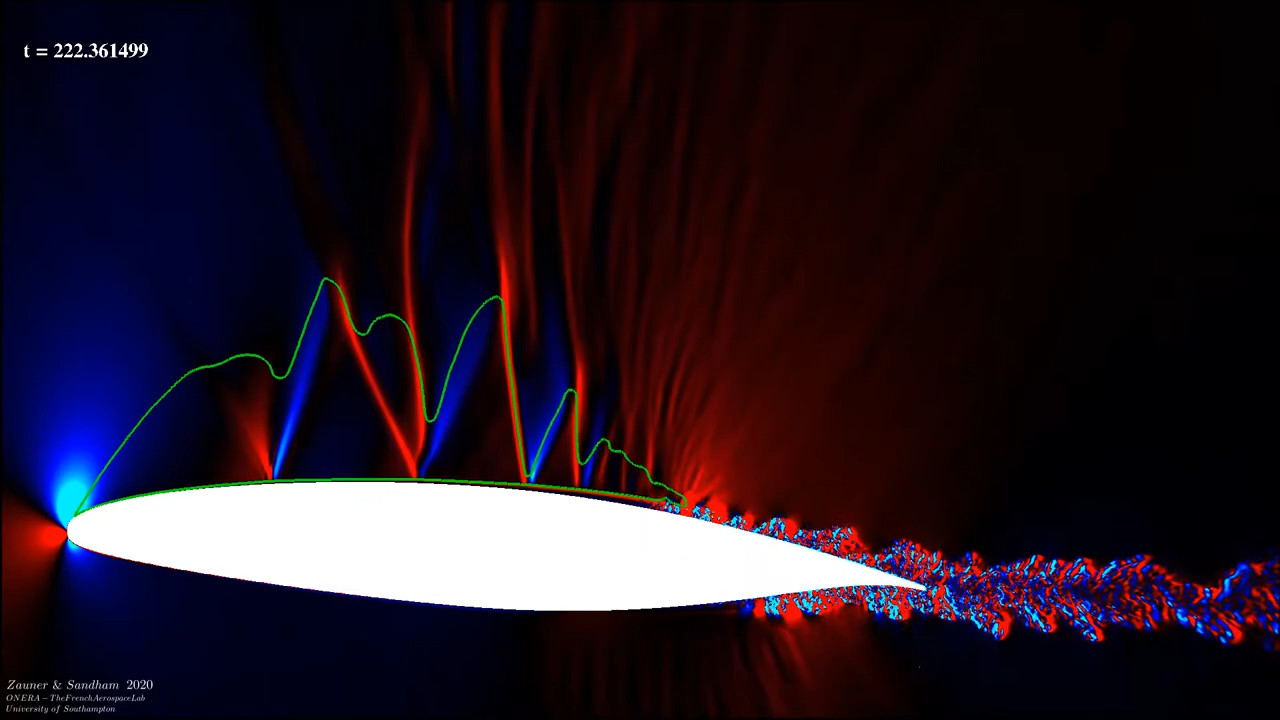 t = 222.361499
Zauner & Sandham 2020
ONERA – TheFrenchAerospaceLab
University of Southampton